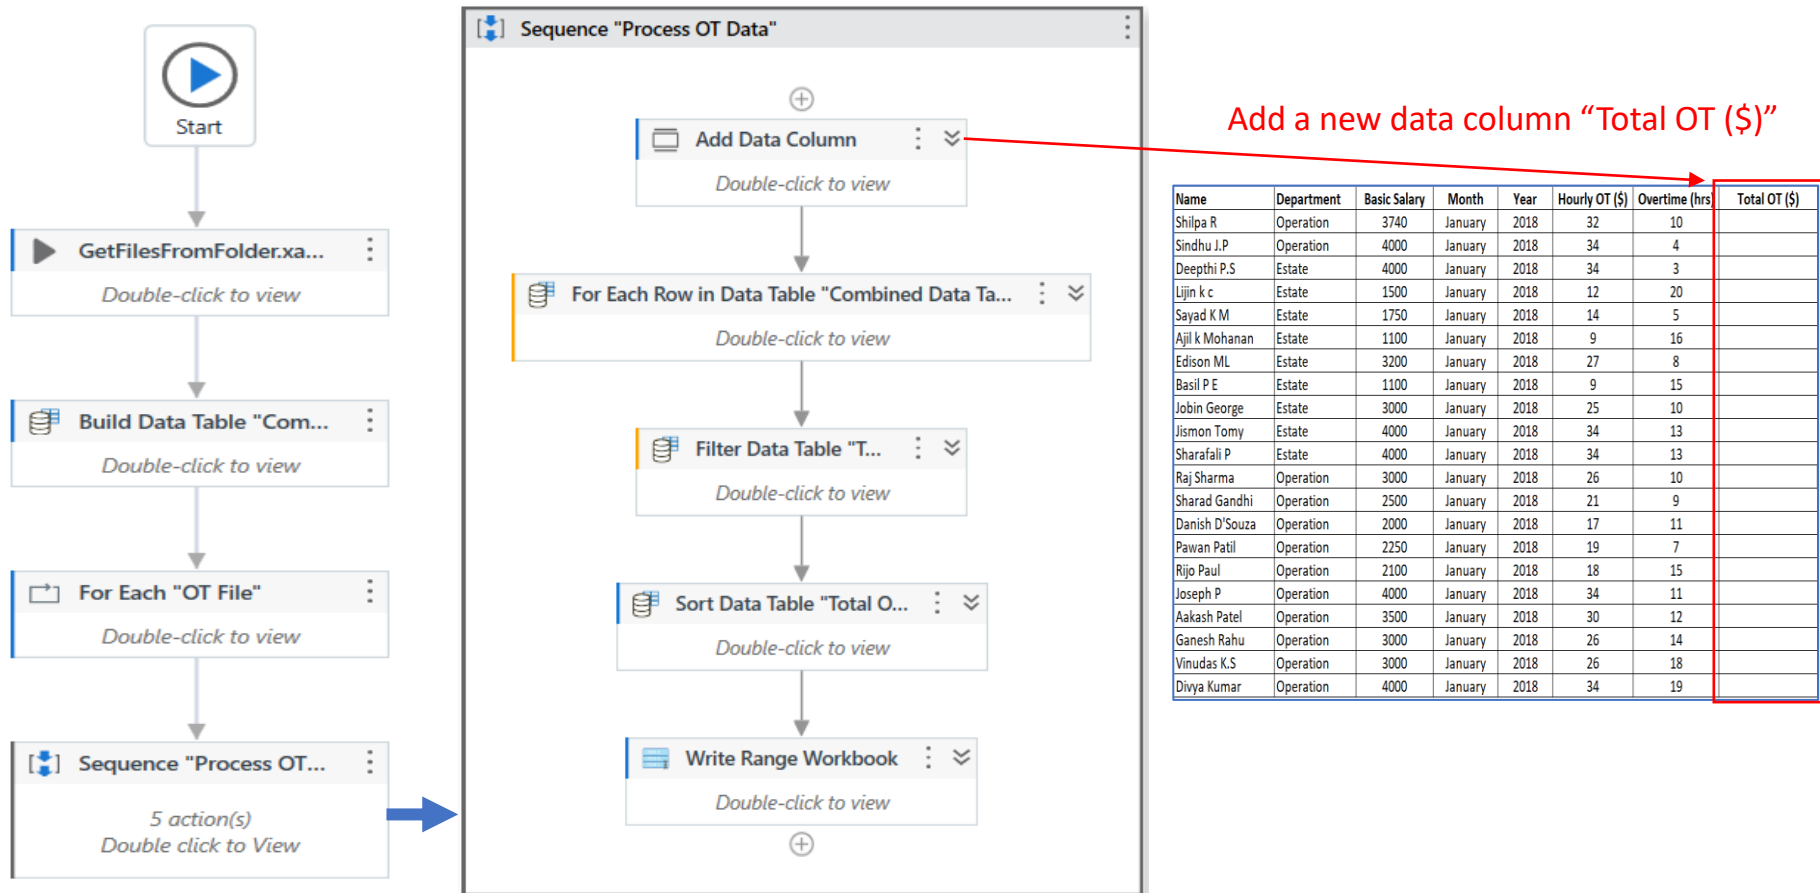 Start
GetFilesFromFolder.xa...
Double-click to view
Build Data Table "Com...
Double-click to view
For Each "OT File"
Double-click to view
Sequence "Process OT...
5 action(s)
Double click to View
Sequence "Process OT Data"
Add Data Column
Double-click to view
For Each Row in Data Table "Combined Data Ta...
Double-click to view
Filter Data Table "T...
Double-click to view
Sort Data Table "Total O...
Double-click to view
Write Range Workbook
Double-click to view
Add a new data column “Total OT ($)”
Name Department Basic Salary Month Year Hourly OT ($) Overtime (hrs) Total OT ($)
Shilpa R Operation 3740 January 2018 32 10
Sindhu J.P Operation 4000 January 2018 34 4
Deepthi P.S Estate 4000 January 2018 34 3
Lijin k c Estate 1500 January 2018 12 20
Sayad K M Estate 1750 January 2018 14 5
Ajil k Mohanan Estate 1100 January 2018 9 16
Edison ML Estate 3200 January 2018 27 8
Basil P E Estate 1100 January 2018 9 15
Jobin George Estate 3000 January 2018 25 10
Jismon Tomy Estate 4000 January 2018 34 13
Sharafali P Estate 4000 January 2018 34 13
Raj Sharma Operation 3000 January 2018 26 10
Sharad Gandhi Operation 2500 January 2018 21 9
Danish D'Souza Operation 2000 January 2018 17 11
Pawan Patil Operation 2250 January 2018 19 7
Rijo Paul Operation 2100 January 2018 18 15
Joseph P Operation 4000 January 2018 34 11
Aakash Patel Operation 3500 January 2018 30 12
Ganesh Rahu Operation 3000 January 2018 26 14
Vinudas K.S Operation 3000 January 2018 26 18
Divya Kumar Operation 4000 January 2018 34 19